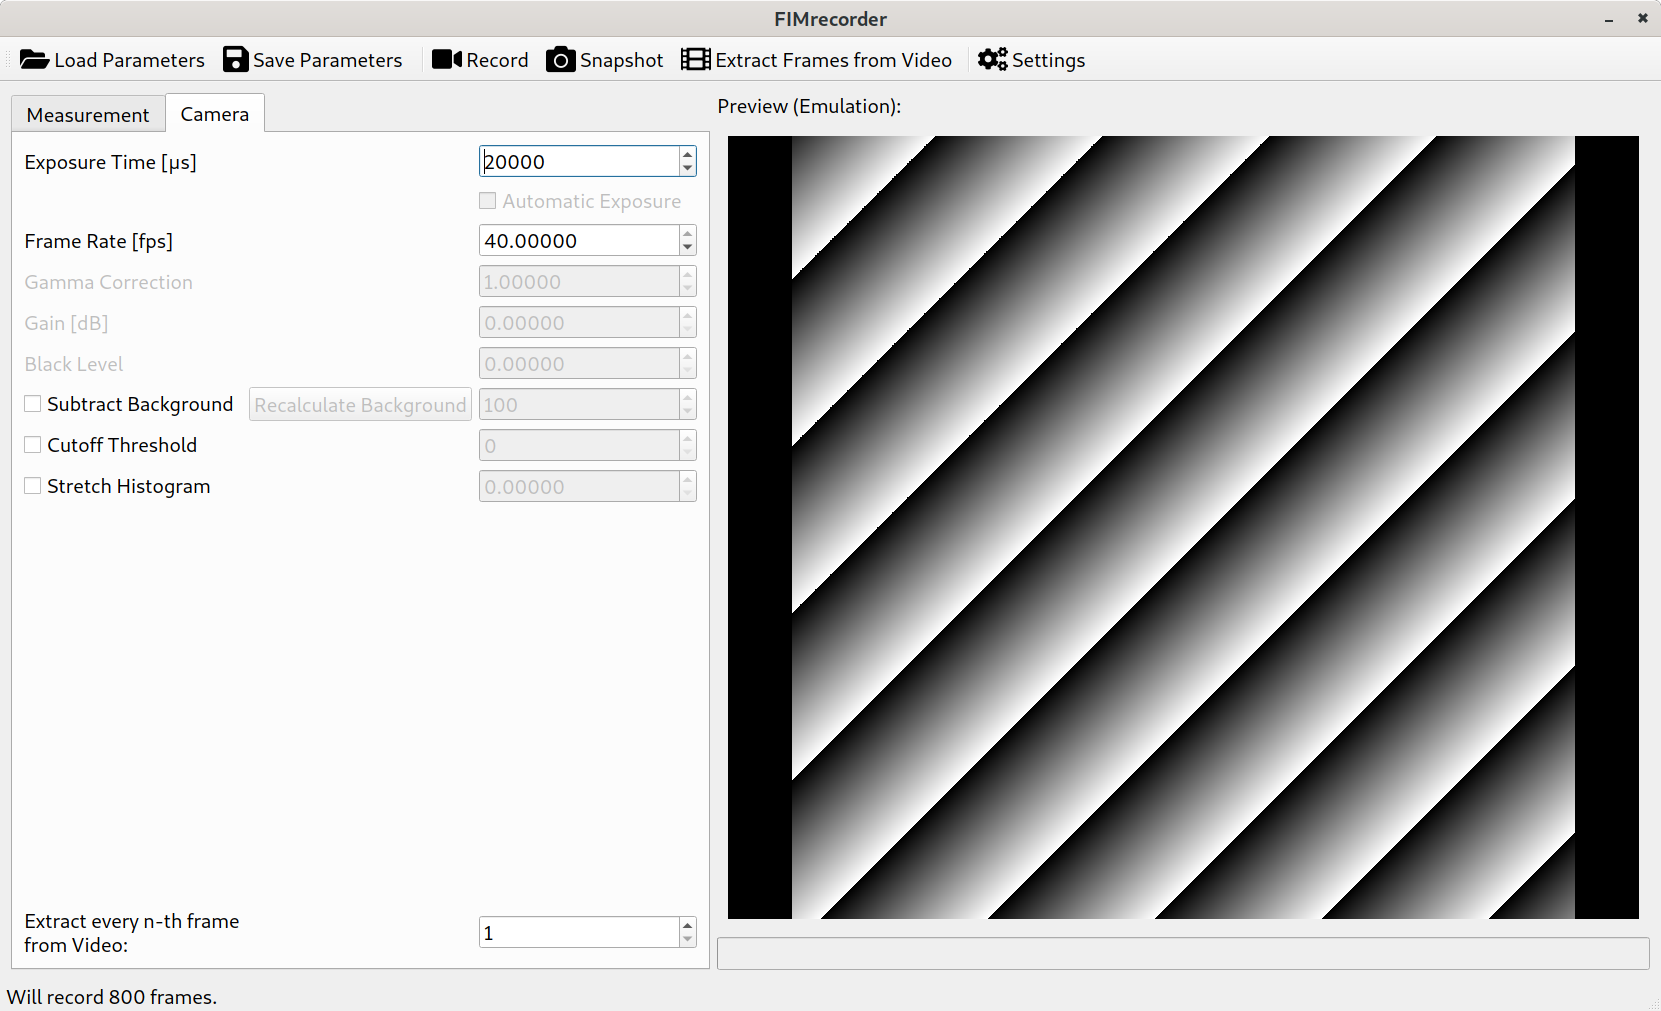 FIMrecorder
Load Parameters Save Parameters Record Snapshot Extract Frames from Video Settings
Measurement Camera
Preview (Emulation):
Exposure Time [µs] 20000
Automatic Exposure
Frame Rate [fps] 40.00000
Gamma Correction 1.00000
Gain [dB] 0.00000
Black Level 0.00000
Subtract Background Recalculate Background 100
Cutoff Threshold 0
Stretch Histogram 0.00000
Extract every n-th frame
from Video:
1
Will record 800 frames.